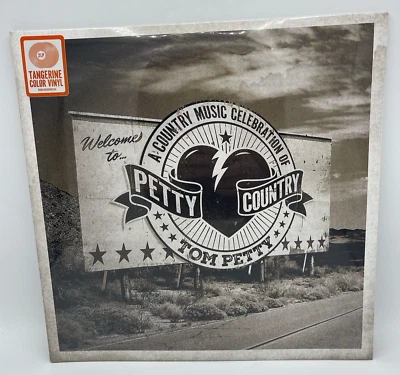 TANGERINE
COLOR VINYL
Welcome
to...
A COUNTRY MUSIC CELEBRATION OF
PETTY COUNTRY
TOM PETTY